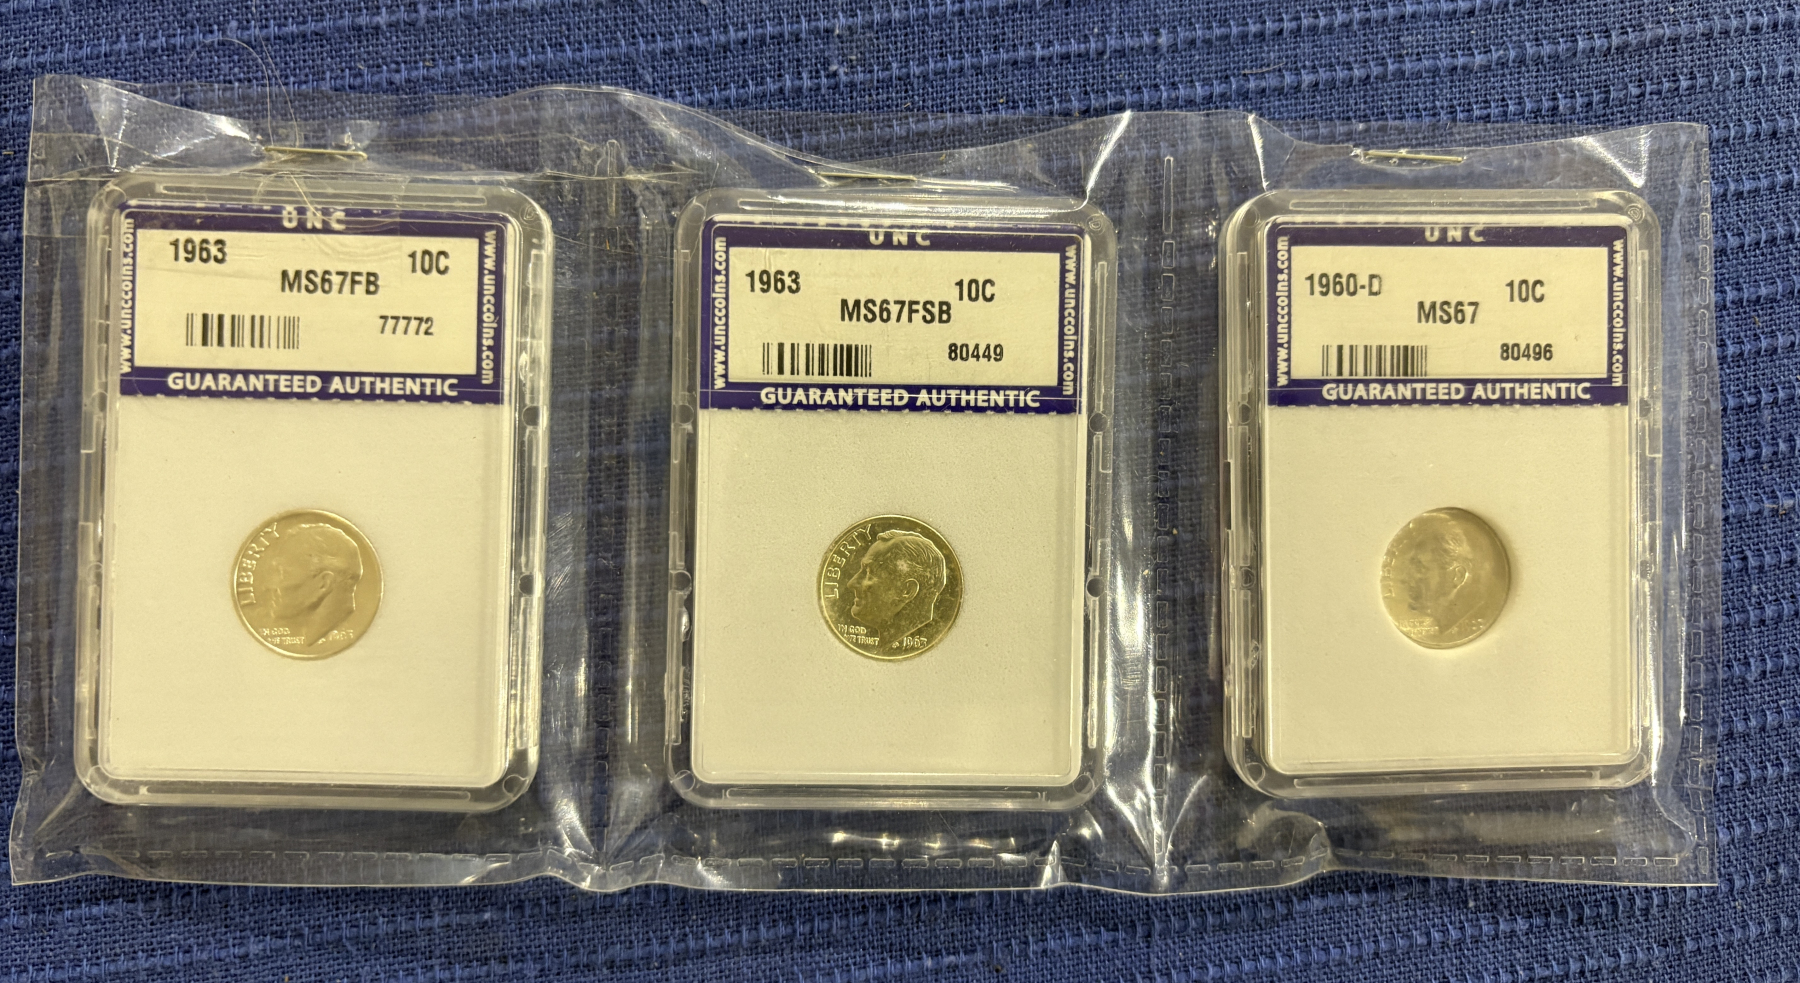 UNC
www.unccoins.com
1963
10C
MS67FB
77772
www.unccoins.com
GUARANTEED AUTHENTIC
LIBERTY
IN GOD
WE TRUST
1963
UNC
www.unccoins.com
1963
10C
MS67FSB
80449
www.unccoins.com
GUARANTEED AUTHENTIC
LIBERTY
IN GOD
WE TRUST
1963
UNC
www.unccoins.com
1960-D
10C
MS67
80496
www.unccoins.com
GUARANTEED AUTHENTIC
LIBERTY